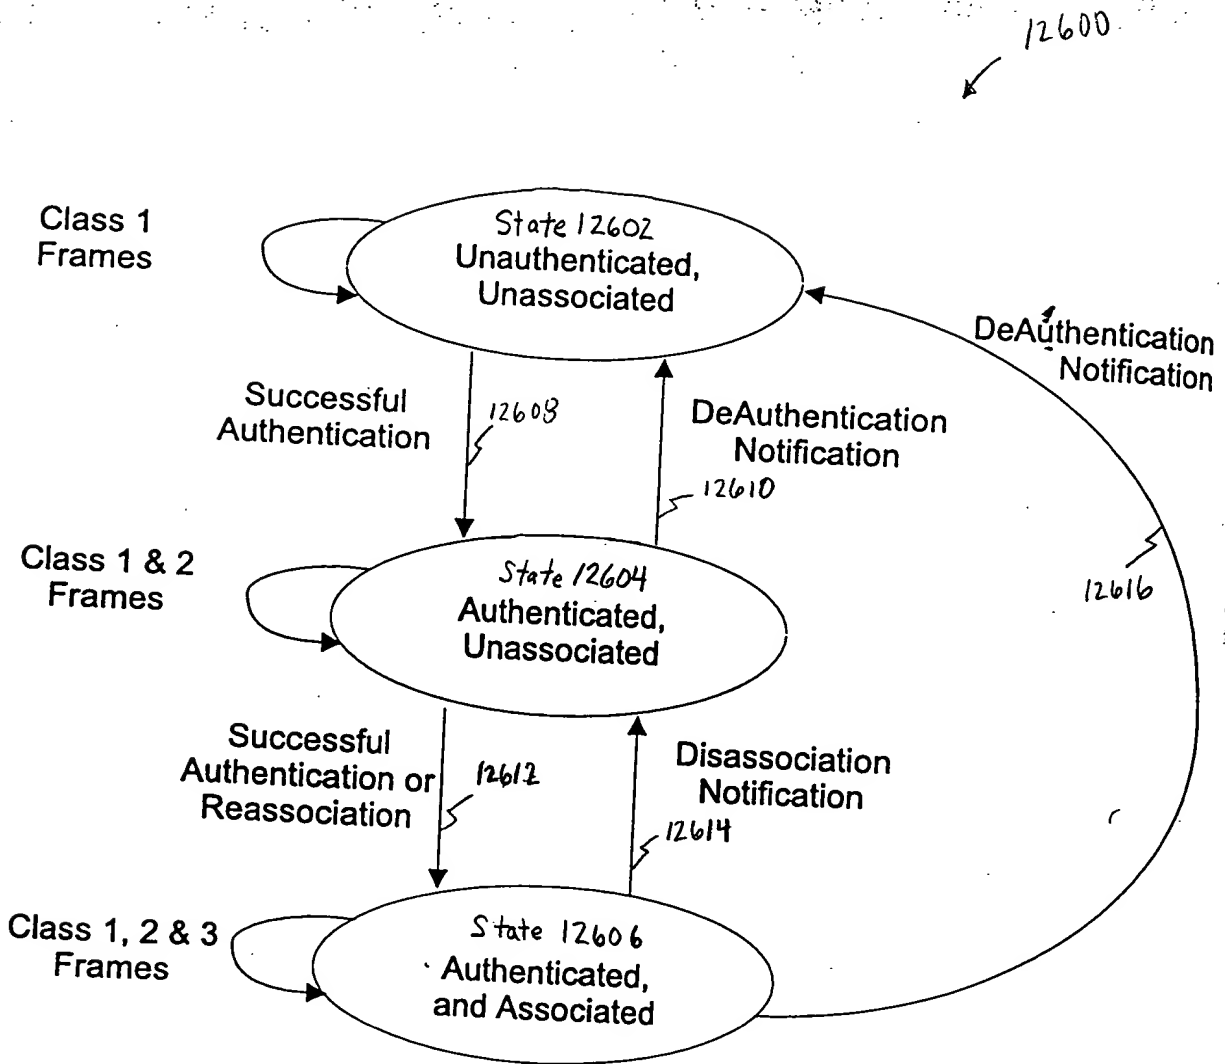 12600
Class 1
Frames
State 12602
Unauthenticated,
Unassociated
DeAuthentication
Notification
Successful
Authentication
12608
DeAuthentication
Notification
12610
Class 1 & 2
Frames
State 12604
Authenticated,
Unassociated
12616
Successful
Authentication or
Reassociation
12612
Disassociation
Notification
12614
Class 1, 2 & 3
Frames
State 12606
Authenticated,
and Associated